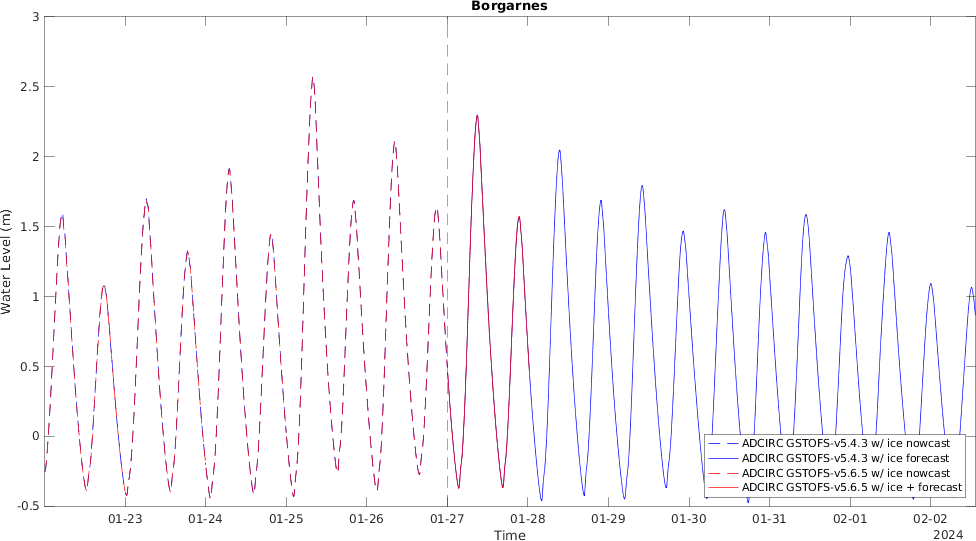 Borgarnes
3
2.5
2
1.5
1
0.5
0
-0.5
Water Level (m)
ADCIRC GSTOFS-v5.4.3 w/ ice nowcast
ADCIRC GSTOFS-v5.4.3 w/ ice forecast
ADCIRC GSTOFS-v5.6.5 w/ ice nowcast
ADCIRC GSTOFS-v5.6.5 w/ ice + forecast
01-23 01-24 01-25 01-26 01-27 01-28 01-29 01-30 01-31 02-01 02-02
Time 2024